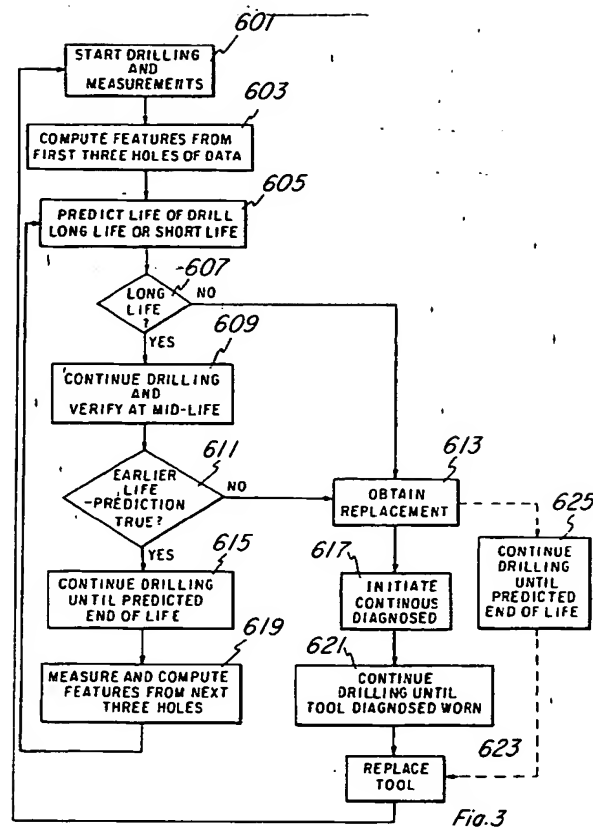 601
START DRILLING
AND
MEASUREMENTS
603
COMPUTE FEATURES FROM
FIRST THREE HOLES OF DATA
605
PREDICT LIFE OF DRILL
LONG LIFE OR SHORT LIFE
607
LONG
LIFE
?
NO
YES
609
CONTINUE DRILLING
AND
VERIFY AT MID-LIFE
611
EARLIER
LIFE
-PREDICTION
TRUE?
NO
YES
613
OBTAIN
REPLACEMENT
615
CONTINUE DRILLING
UNTIL PREDICTED
END OF LIFE
617
INITIATE
CONTINOUS
DIAGNOSED
625
CONTINUE
DRILLING
UNTIL
PREDICTED
END OF LIFE
619
MEASURE AND COMPUTE
FEATURES FROM NEXT
THREE HOLES
621
CONTINUE
DRILLING UNTIL
TOOL DIAGNOSED WORN
623
REPLACE
TOOL
Fig.3